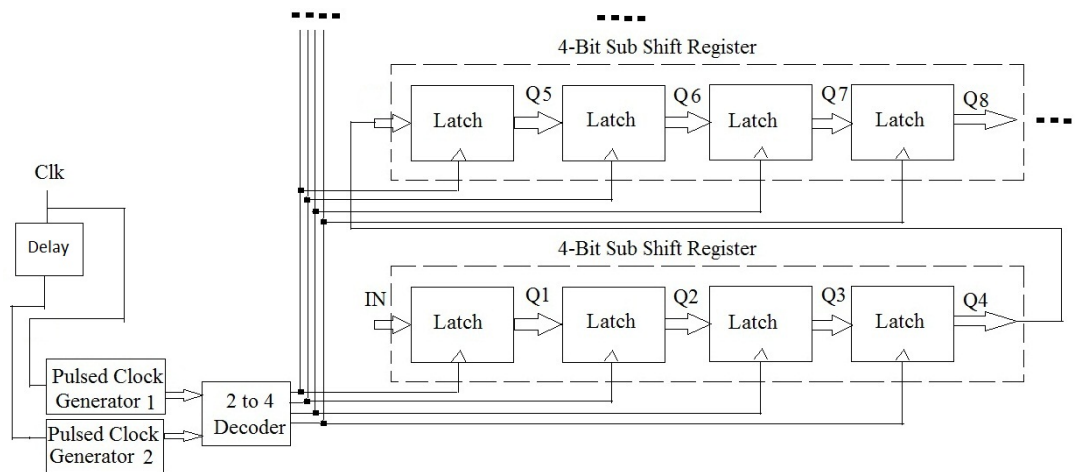 4-Bit Sub Shift Register
Q5 Q6 Q7 Q8
Latch Latch Latch Latch
Clk
Delay
4-Bit Sub Shift Register
IN Q1 Q2 Q3 Q4
Latch Latch Latch Latch
Pulsed Clock
Generator 1
2 to 4
Decoder
Pulsed Clock
Generator 2